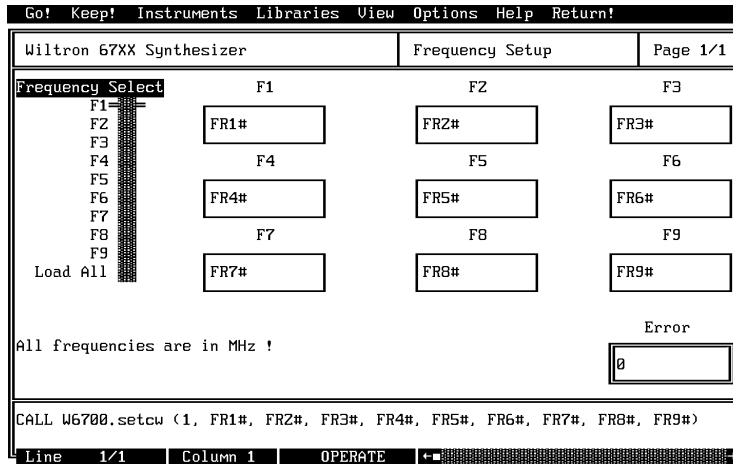 Go! Keep! Instruments Libraries View Options Help Return!
Wiltron 67XX Synthesizer Frequency Setup Page 1/1
Frequency Select F1 F2 F3
F1
F2 FR1# FR2# FR3#
F3
F4 F4 F5 F6
F5
F6 FR4# FR5# FR6#
F7
F8 F7 F8 F9
F9
Load All FR7# FR8# FR9#
Error
All frequencies are in MHz !
0
CALL W6700.setcw (1, FR1#, FR2#, FR3#, FR4#, FR5#, FR6#, FR7#, FR8#, FR9#)
Line 1/1 Column 1 OPERATE